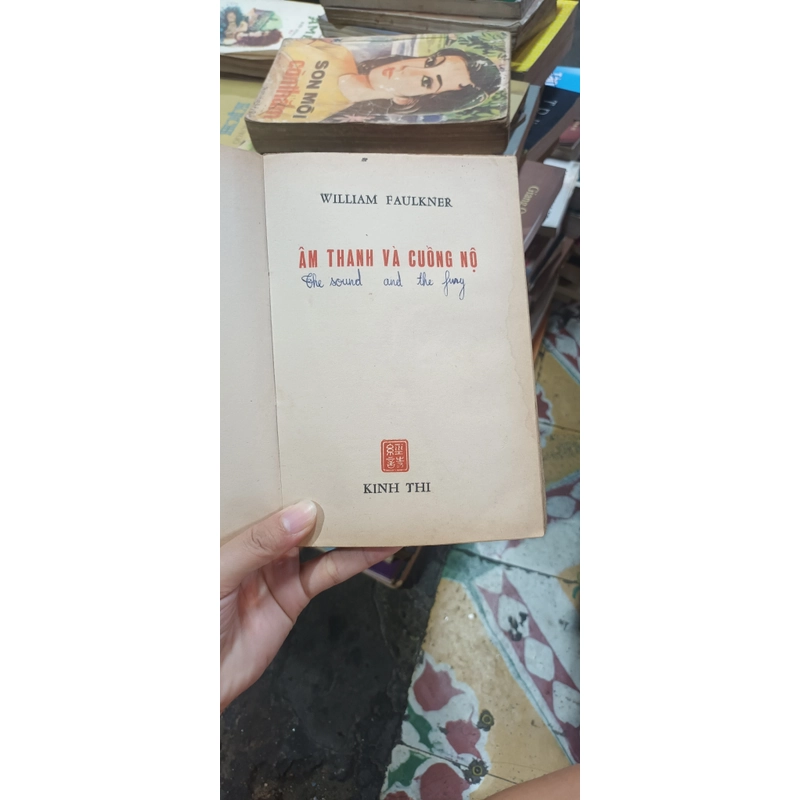 SON MÔI
WILLIAM FAULKNER
ÂM THANH VÀ CUỒNG NỘ
The sound and the fury
KINH THI